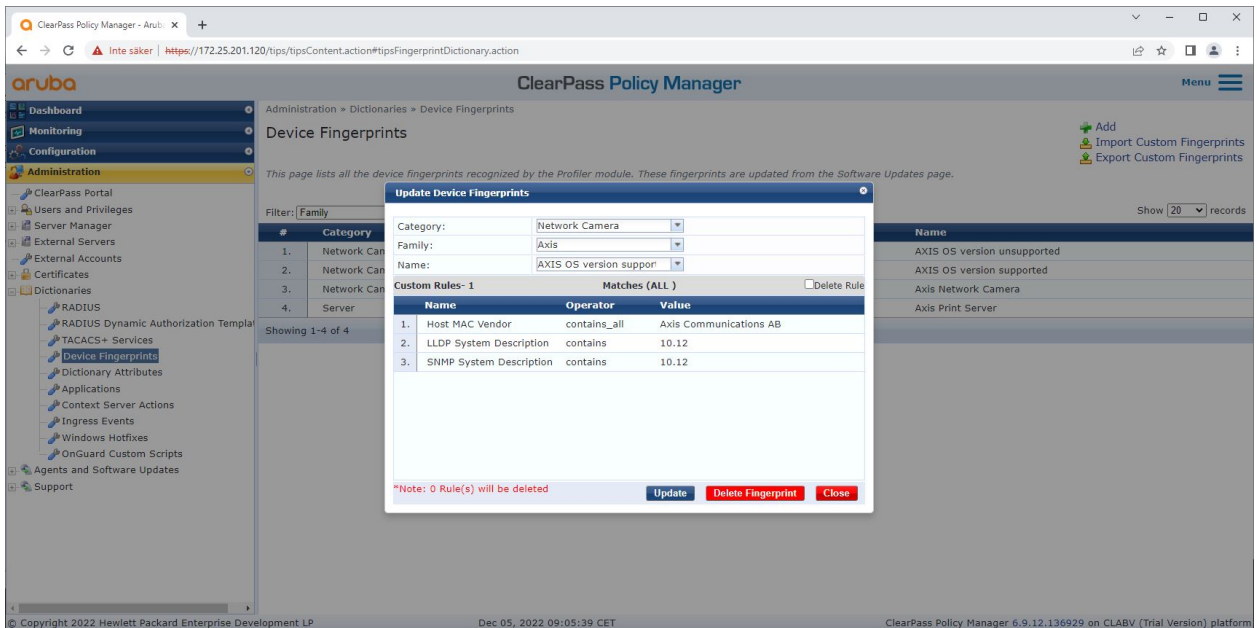 ClearPass Policy Manager - Arub
Inte säker | https://172.25.201.120/tips/tipsContent.action#tipsFingerprintDictionary.action
aruba
ClearPass Policy Manager
Menu
Dashboard
Monitoring
Configuration
Administration
ClearPass Portal
Users and Privileges
Server Manager
External Servers
External Accounts
Certificates
Dictionaries
RADIUS
RADIUS Dynamic Authorization Templat
TACACS+ Services
Device Fingerprints
Dictionary Attributes
Applications
Context Server Actions
Ingress Events
Windows Hotfixes
OnGuard Custom Scripts
Agents and Software Updates
Support
Administration » Dictionaries » Device Fingerprints
Device Fingerprints
Add
Import Custom Fingerprints
Export Custom Fingerprints
This page lists all the device fingerprints recognized by the Profiler module. These fingerprints are updated from the Software Updates page.
Filter: Family
Show 20 records
# Category Name
1. Network Can AXIS OS version unsupported
2. Network Can AXIS OS version supported
3. Network Can Axis Network Camera
4. Server Axis Print Server
Showing 1-4 of 4
Update Device Fingerprints
Category: Network Camera
Family: Axis
Name: AXIS OS version support
Custom Rules- 1 Matches (ALL ) Delete Rule
Name Operator Value
1. Host MAC Vendor contains_all Axis Communications AB
2. LLDP System Description contains 10.12
3. SNMP System Description contains 10.12
*Note: 0 Rule(s) will be deleted
Update Delete Fingerprint Close
© Copyright 2022 Hewlett Packard Enterprise Development LP Dec 05, 2022 09:05:39 CET ClearPass Policy Manager 6.9.12.136929 on CLABV (Trial Version) platform